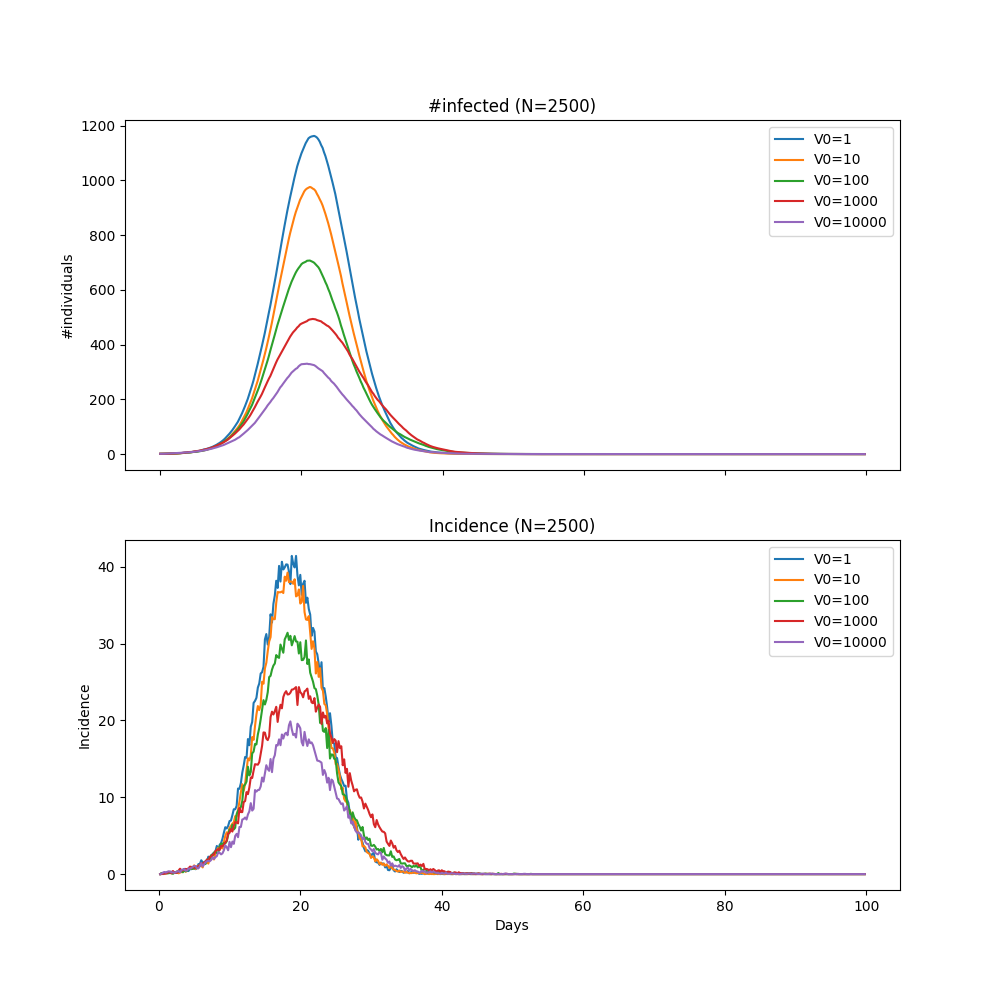 #infected (N=2500)
1200
1000
800
600
400
200
0
#individuals
V0=1
V0=10
V0=100
V0=1000
V0=10000
Incidence (N=2500)
40
30
20
10
0
Incidence
V0=1
V0=10
V0=100
V0=1000
V0=10000
0 20 40 60 80 100
Days